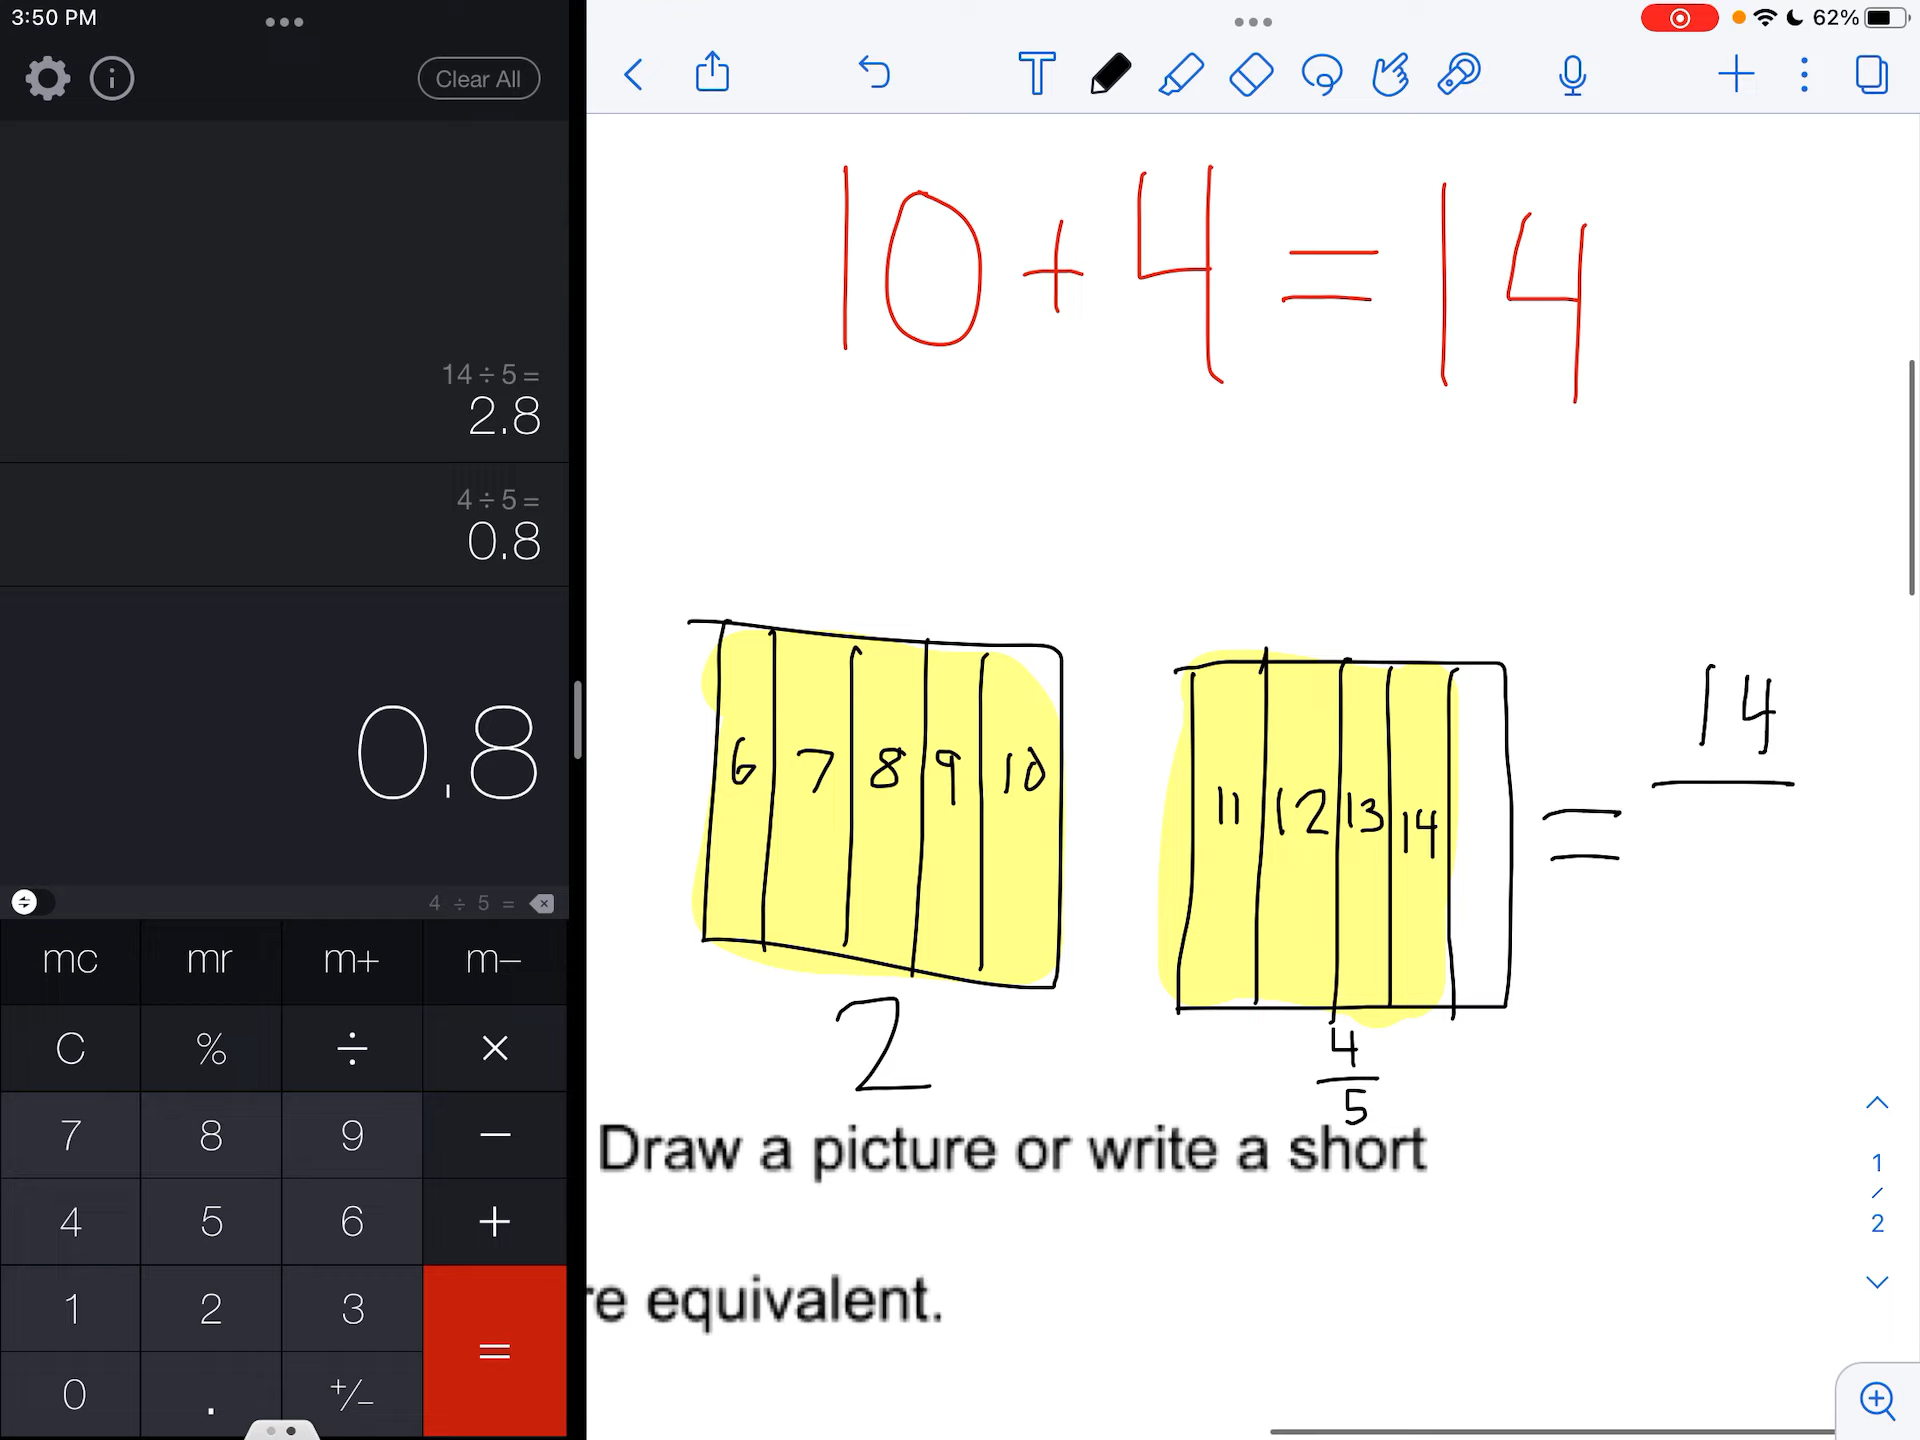 3:50 PM
62%
Clear All
14 ÷ 5 =
2.8
4 ÷ 5 =
0.8
0.8
4 ÷ 5 =
mc mr m+ m–
C % ÷ ×
7 8 9 –
4 5 6 +
1 2 3 =
0 . +/–
T
10 + 4 = 14
6 7 8 9 10
11 12 13 14
= 14
2
4
5
Draw a picture or write a short
re equivalent.
1
/
2